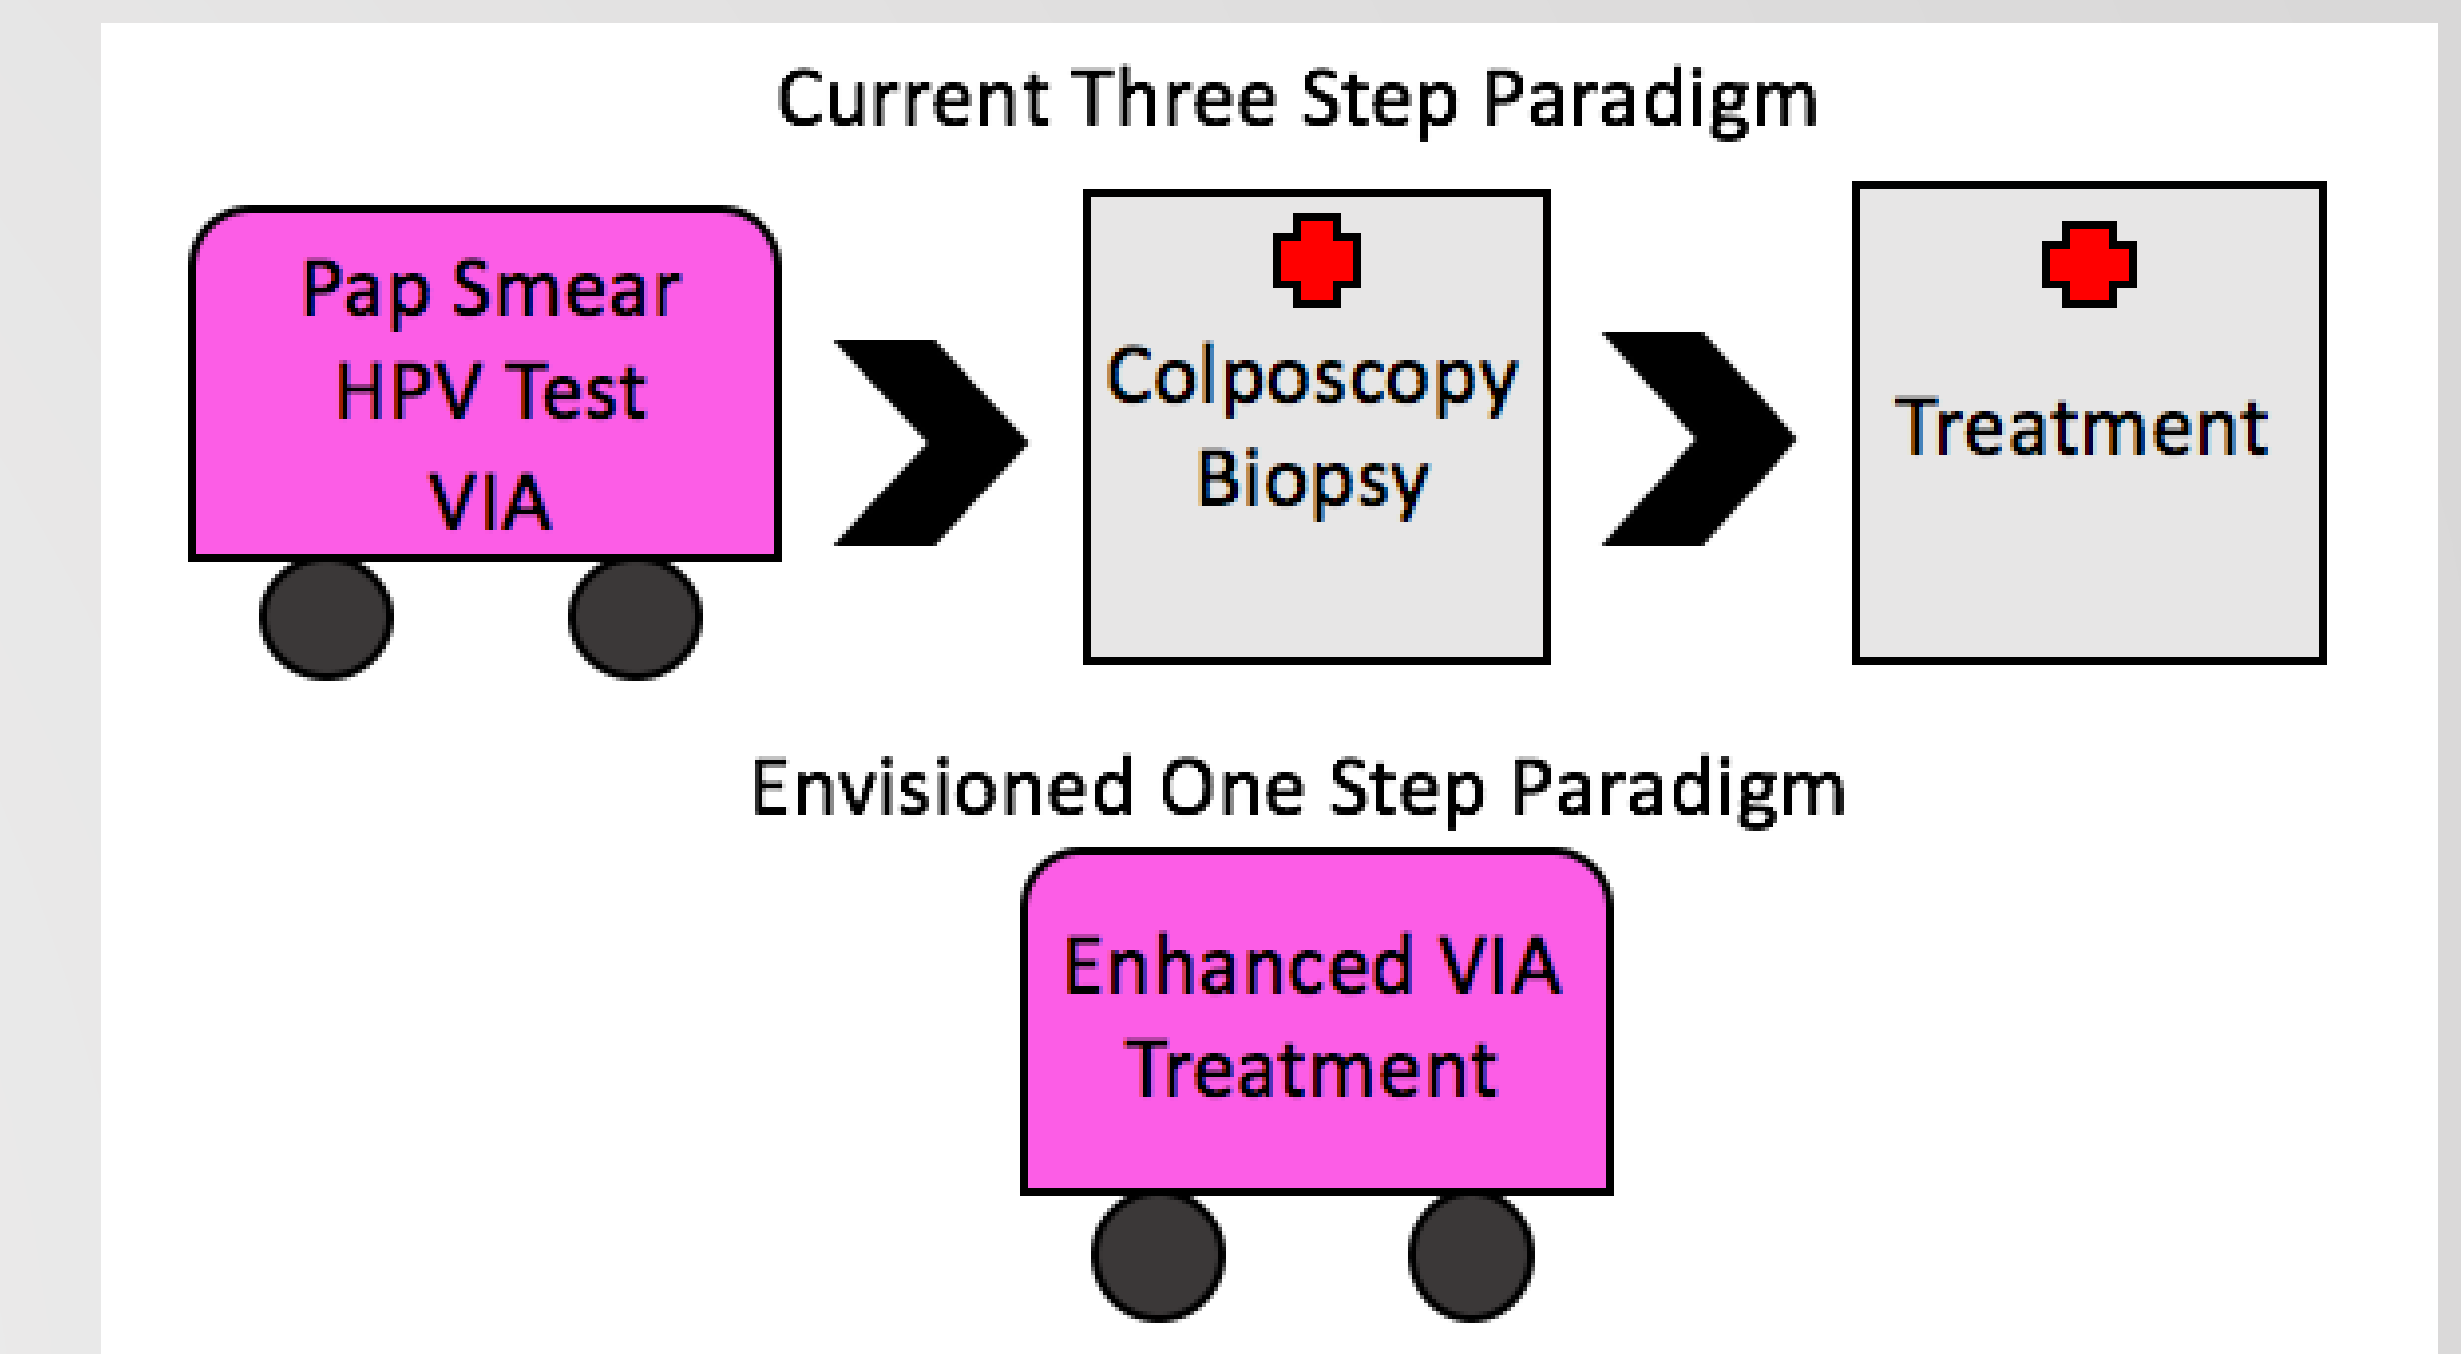 Current Three Step Paradigm
Pap Smear
HPV Test
VIA
Colposcopy
Biopsy
Treatment
Envisioned One Step Paradigm
Enhanced VIA
Treatment